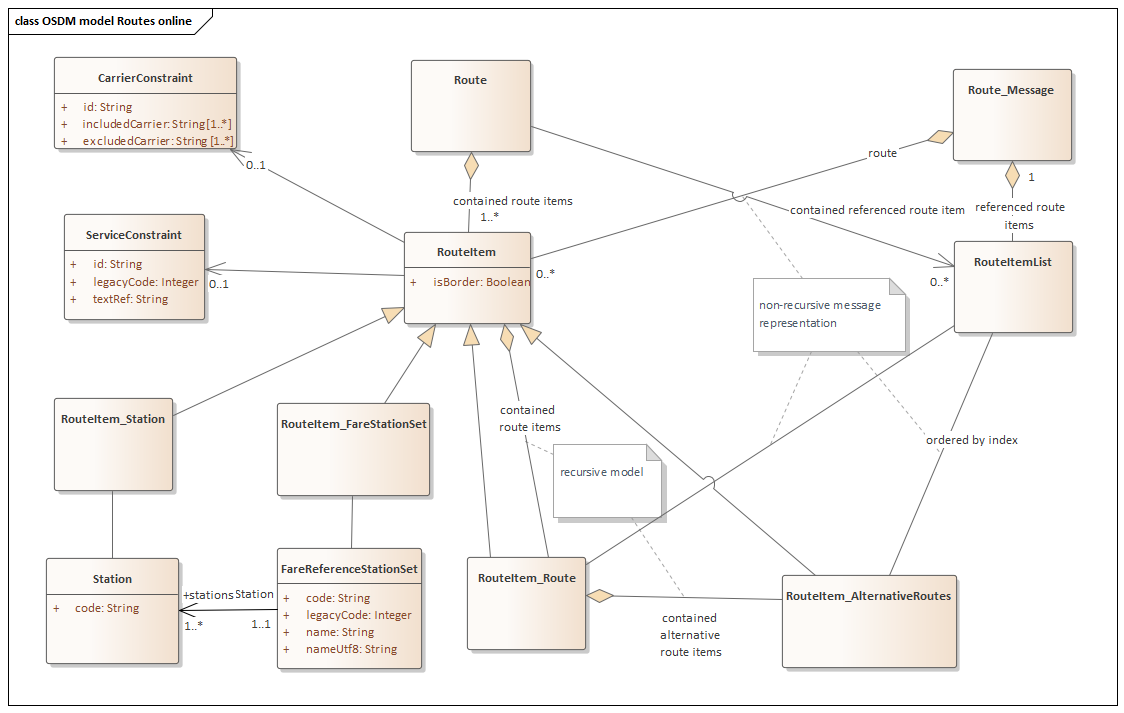 class OSDM model Routes online
CarrierConstraint
+ id: String
+ includedCarrier: String [1..*]
+ excludedCarrier: String [1..*]
Route
Route_Message
0..1
route
1
contained route items
1..*
contained referenced route item
referenced route
items
ServiceConstraint
+ id: String
+ legacyCode: Integer
+ textRef: String
0..1
RouteItem
+ isBorder: Boolean
0..*
RouteItemList
0..*
non-recursive message
representation
RouteItem_Station
RouteItem_FareStationSet
contained
route items
recursive model
ordered by index
Station
+ code: String
+stationsStation
1..*
1..1
FareReferenceStationSet
+ code: String
+ legacyCode: Integer
+ name: String
+ nameUtf8: String
RouteItem_Route
RouteItem_AlternativeRoutes
contained
alternative
route items